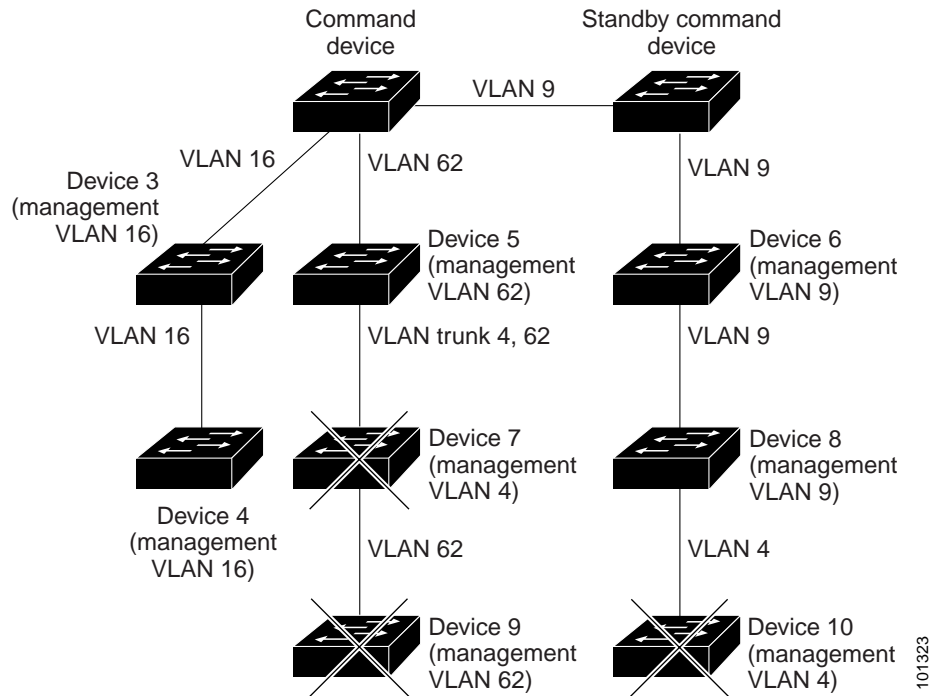 Command
device
Standby command
device
VLAN 9
VLAN 16
VLAN 62
VLAN 9
Device 3
(management
VLAN 16)
Device 5
(management
VLAN 62)
Device 6
(management
VLAN 9)
VLAN 16
VLAN trunk 4, 62
VLAN 9
Device 4
(management
VLAN 16)
Device 7
(management
VLAN 4)
Device 8
(management
VLAN 9)
VLAN 62
VLAN 4
Device 9
(management
VLAN 62)
Device 10
(management
VLAN 4)
101323